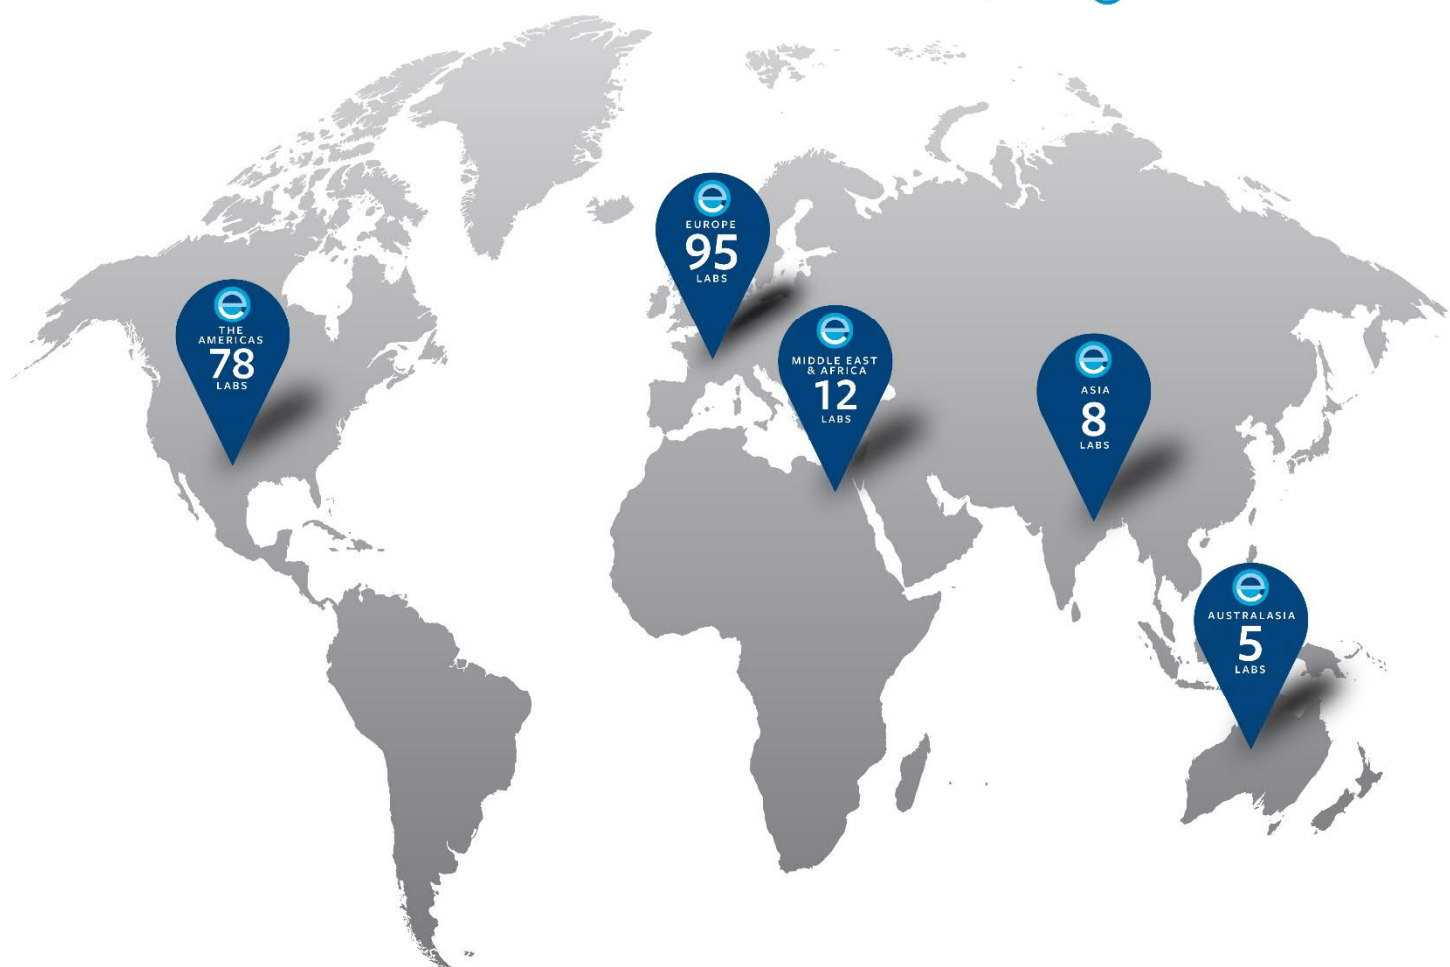 EUROPE
95
LABS
THE
AMERICAS
78
LABS
MIDDLE EAST
& AFRICA
12
LABS
ASIA
8
LABS
AUSTRALASIA
5
LABS